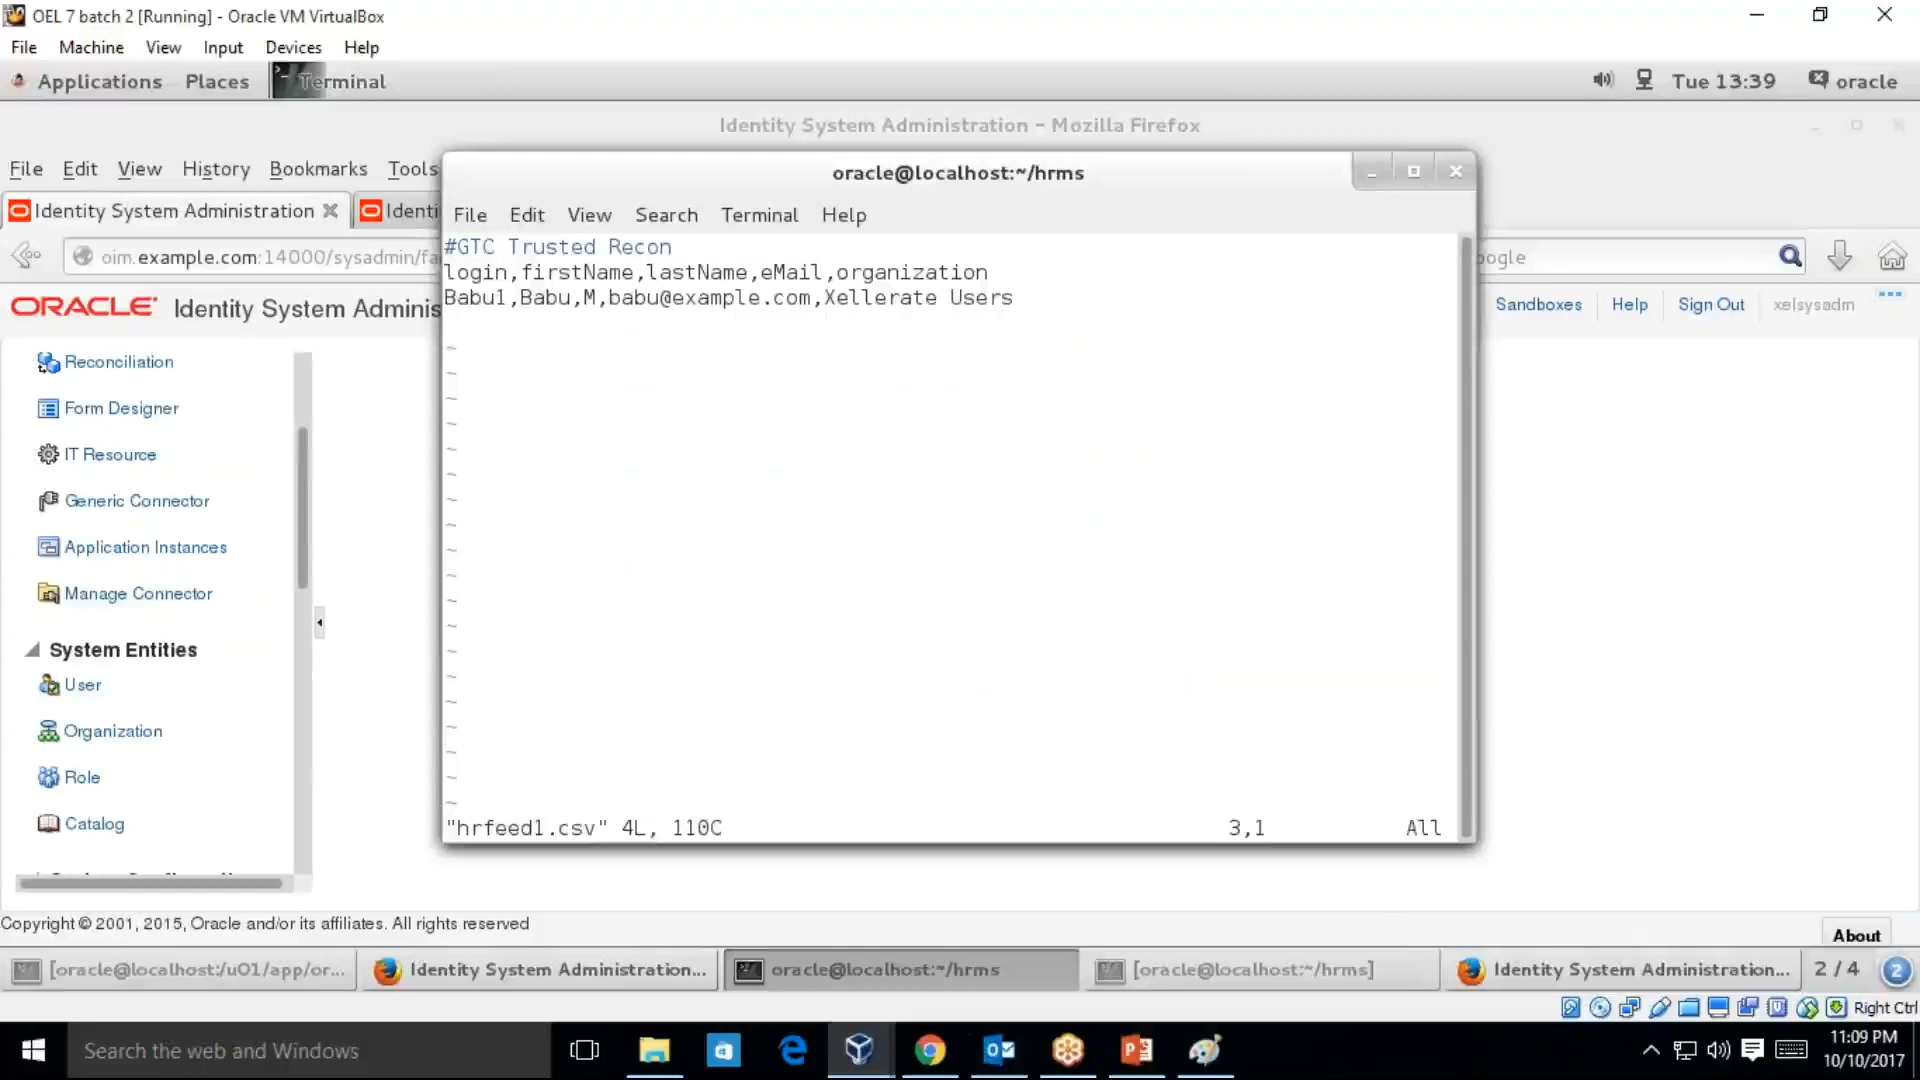 OEL 7 batch 2 [Running] - Oracle VM VirtualBox
File Machine View Input Devices Help
Applications Places Terminal Tue 13:39 oracle
Identity System Administration - Mozilla Firefox
File Edit View History Bookmarks Tools
oracle@localhost:~/hrms
Identity System Administration Identi
File Edit View Search Terminal Help
#GTC Trusted Recon
oim.example.com:14000/sysadmin/fa oogle
login,firstName,lastName,eMail,organization
Babu1,Babu,M,babu@example.com,Xellerate Users
ORACLE Identity System Adminis Sandboxes Help Sign Out xelsysadm
Reconciliation
Form Designer
IT Resource
Generic Connector
Application Instances
Manage Connector
System Entities
User
Organization
Role
Catalog
"hrfeed1.csv" 4L, 110C 3,1 All
Copyright © 2001, 2015, Oracle and/or its affiliates. All rights reserved
About
[oracle@localhost:/u01/app/or... Identity System Administration... oracle@localhost:~/hrms [oracle@localhost:~/hrms] Identity System Administration... 2 / 4 2
Right Ctrl
Search the web and Windows
11:09 PM
10/10/2017